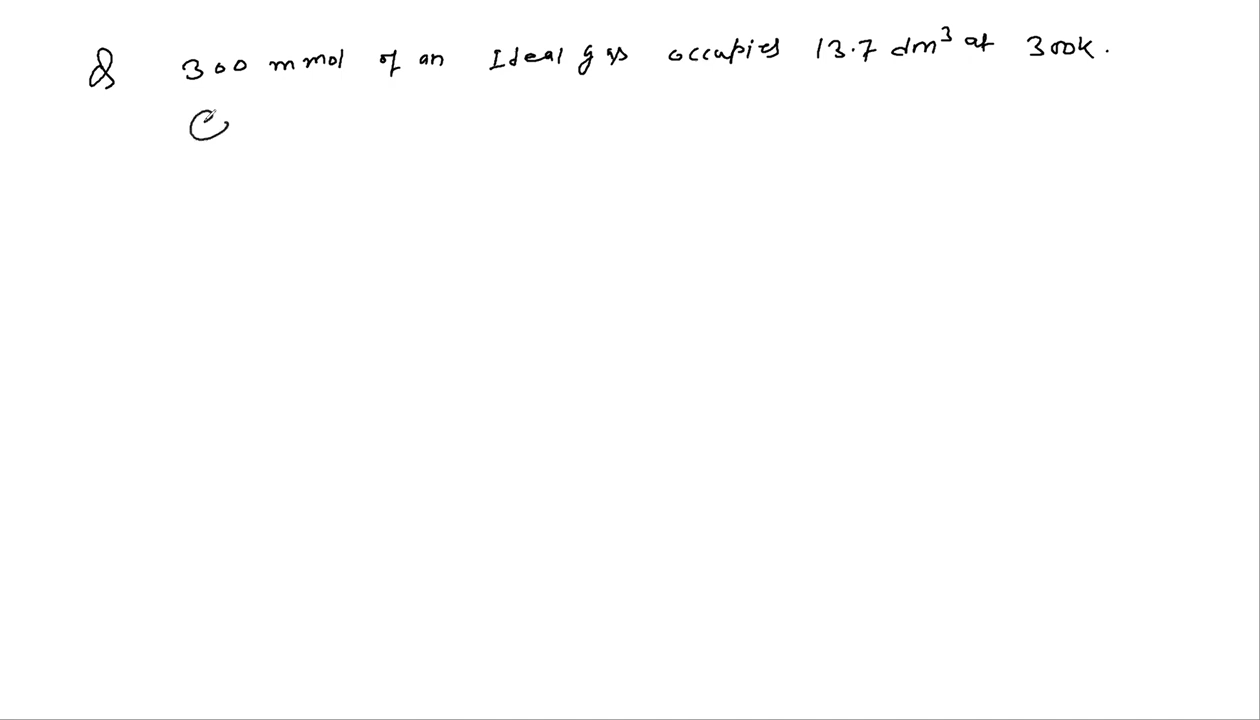 Q 300 mmol of an Ideal gas occupies 13.7 dm³ at 300K.
C